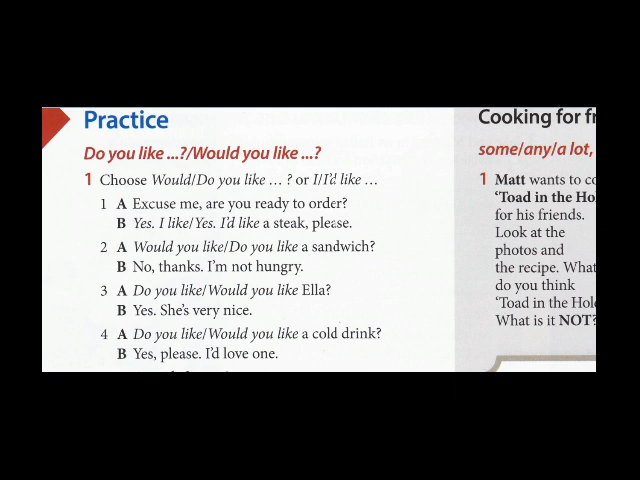 Practice
Do you like ...?/Would you like ...?
1 Choose Would/Do you like … ? or I/I'd like …
1 A Excuse me, are you ready to order?
B Yes. I like/Yes. I'd like a steak, please.
2 A Would you like/Do you like a sandwich?
B No, thanks. I'm not hungry.
3 A Do you like/Would you like Ella?
B Yes. She's very nice.
4 A Do you like/Would you like a cold drink?
B Yes, please. I'd love one.
Cooking for
some/any/a lot,
1 Matt wants to
'Toad in the
for his friends.
Look at the
photos and
the recipe. What
do you think
'Toad in the
What is it NOT?